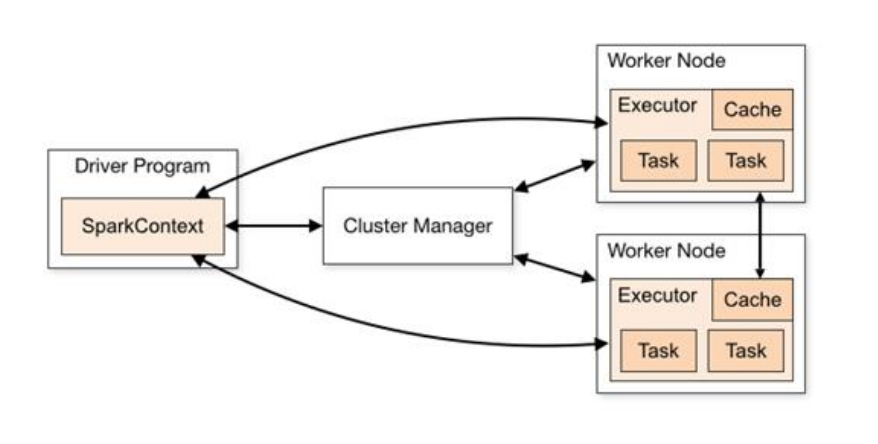 Driver Program
SparkContext
Cluster Manager
Worker Node
Executor
Cache
Task
Task
Worker Node
Executor
Cache
Task
Task